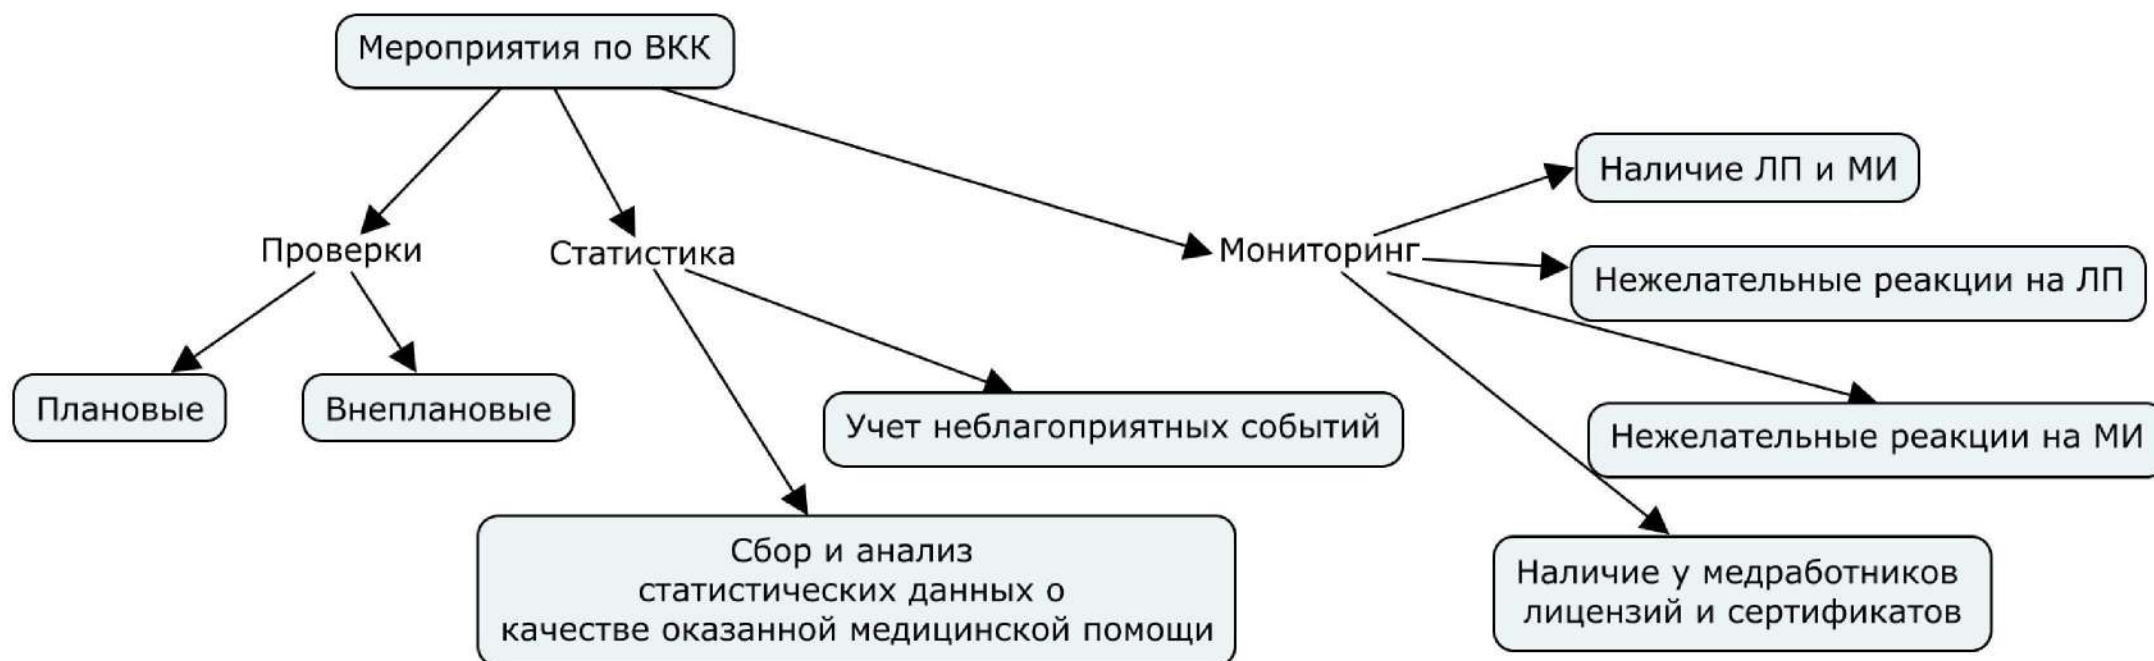 Мероприятия по ВКК
Наличие ЛП и МИ
Проверки
Статистика
Мониторинг
Нежелательные реакции на ЛП
Плановые
Внеплановые
Учет неблагоприятных событий
Нежелательные реакции на МИ
Сбор и анализ
статистических данных о
качестве оказанной медицинской помощи
Наличие у медработников
лицензий и сертификатов